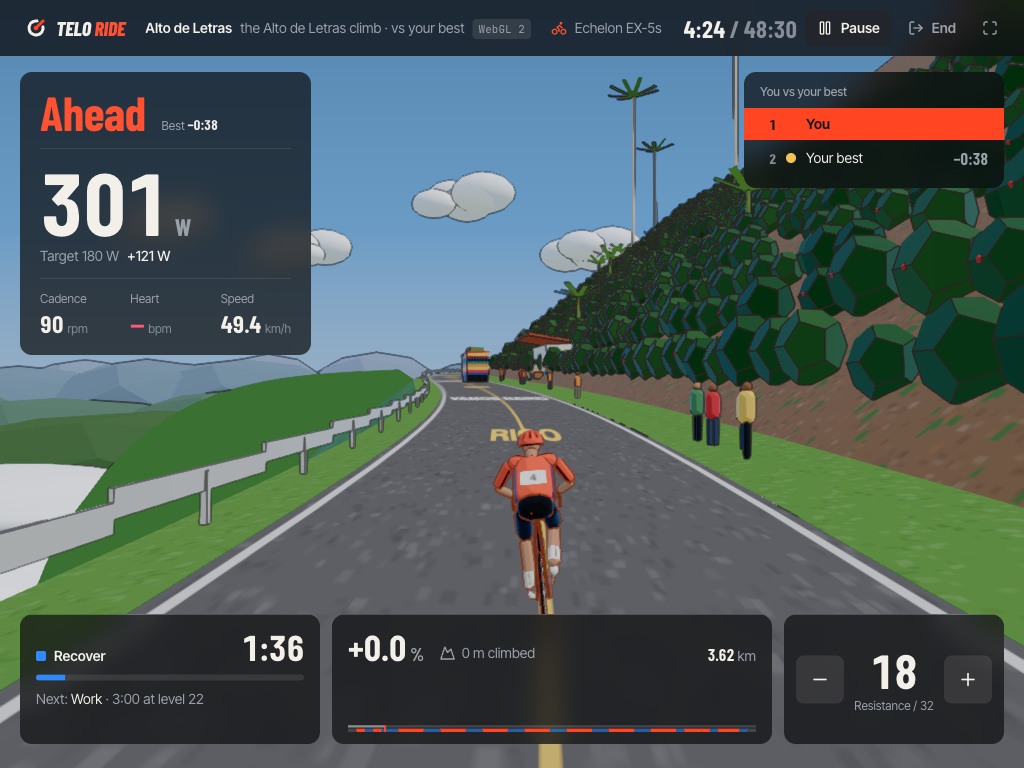 TELO RIDE Alto de Letras the Alto de Letras climb · vs your best WebGL 2 Echelon EX-5s 4:24 / 48:30 Pause End
Ahead Best −0:38
301 W
Target 180 W +121 W
Cadence Heart Speed
90 rpm — bpm 49.4 km/h
You vs your best
1 You
2 Your best −0:38
4
Recover 1:36
Next: Work · 3:00 at level 22
+0.0 % 0 m climbed 3.62 km
− 18 +
Resistance / 32